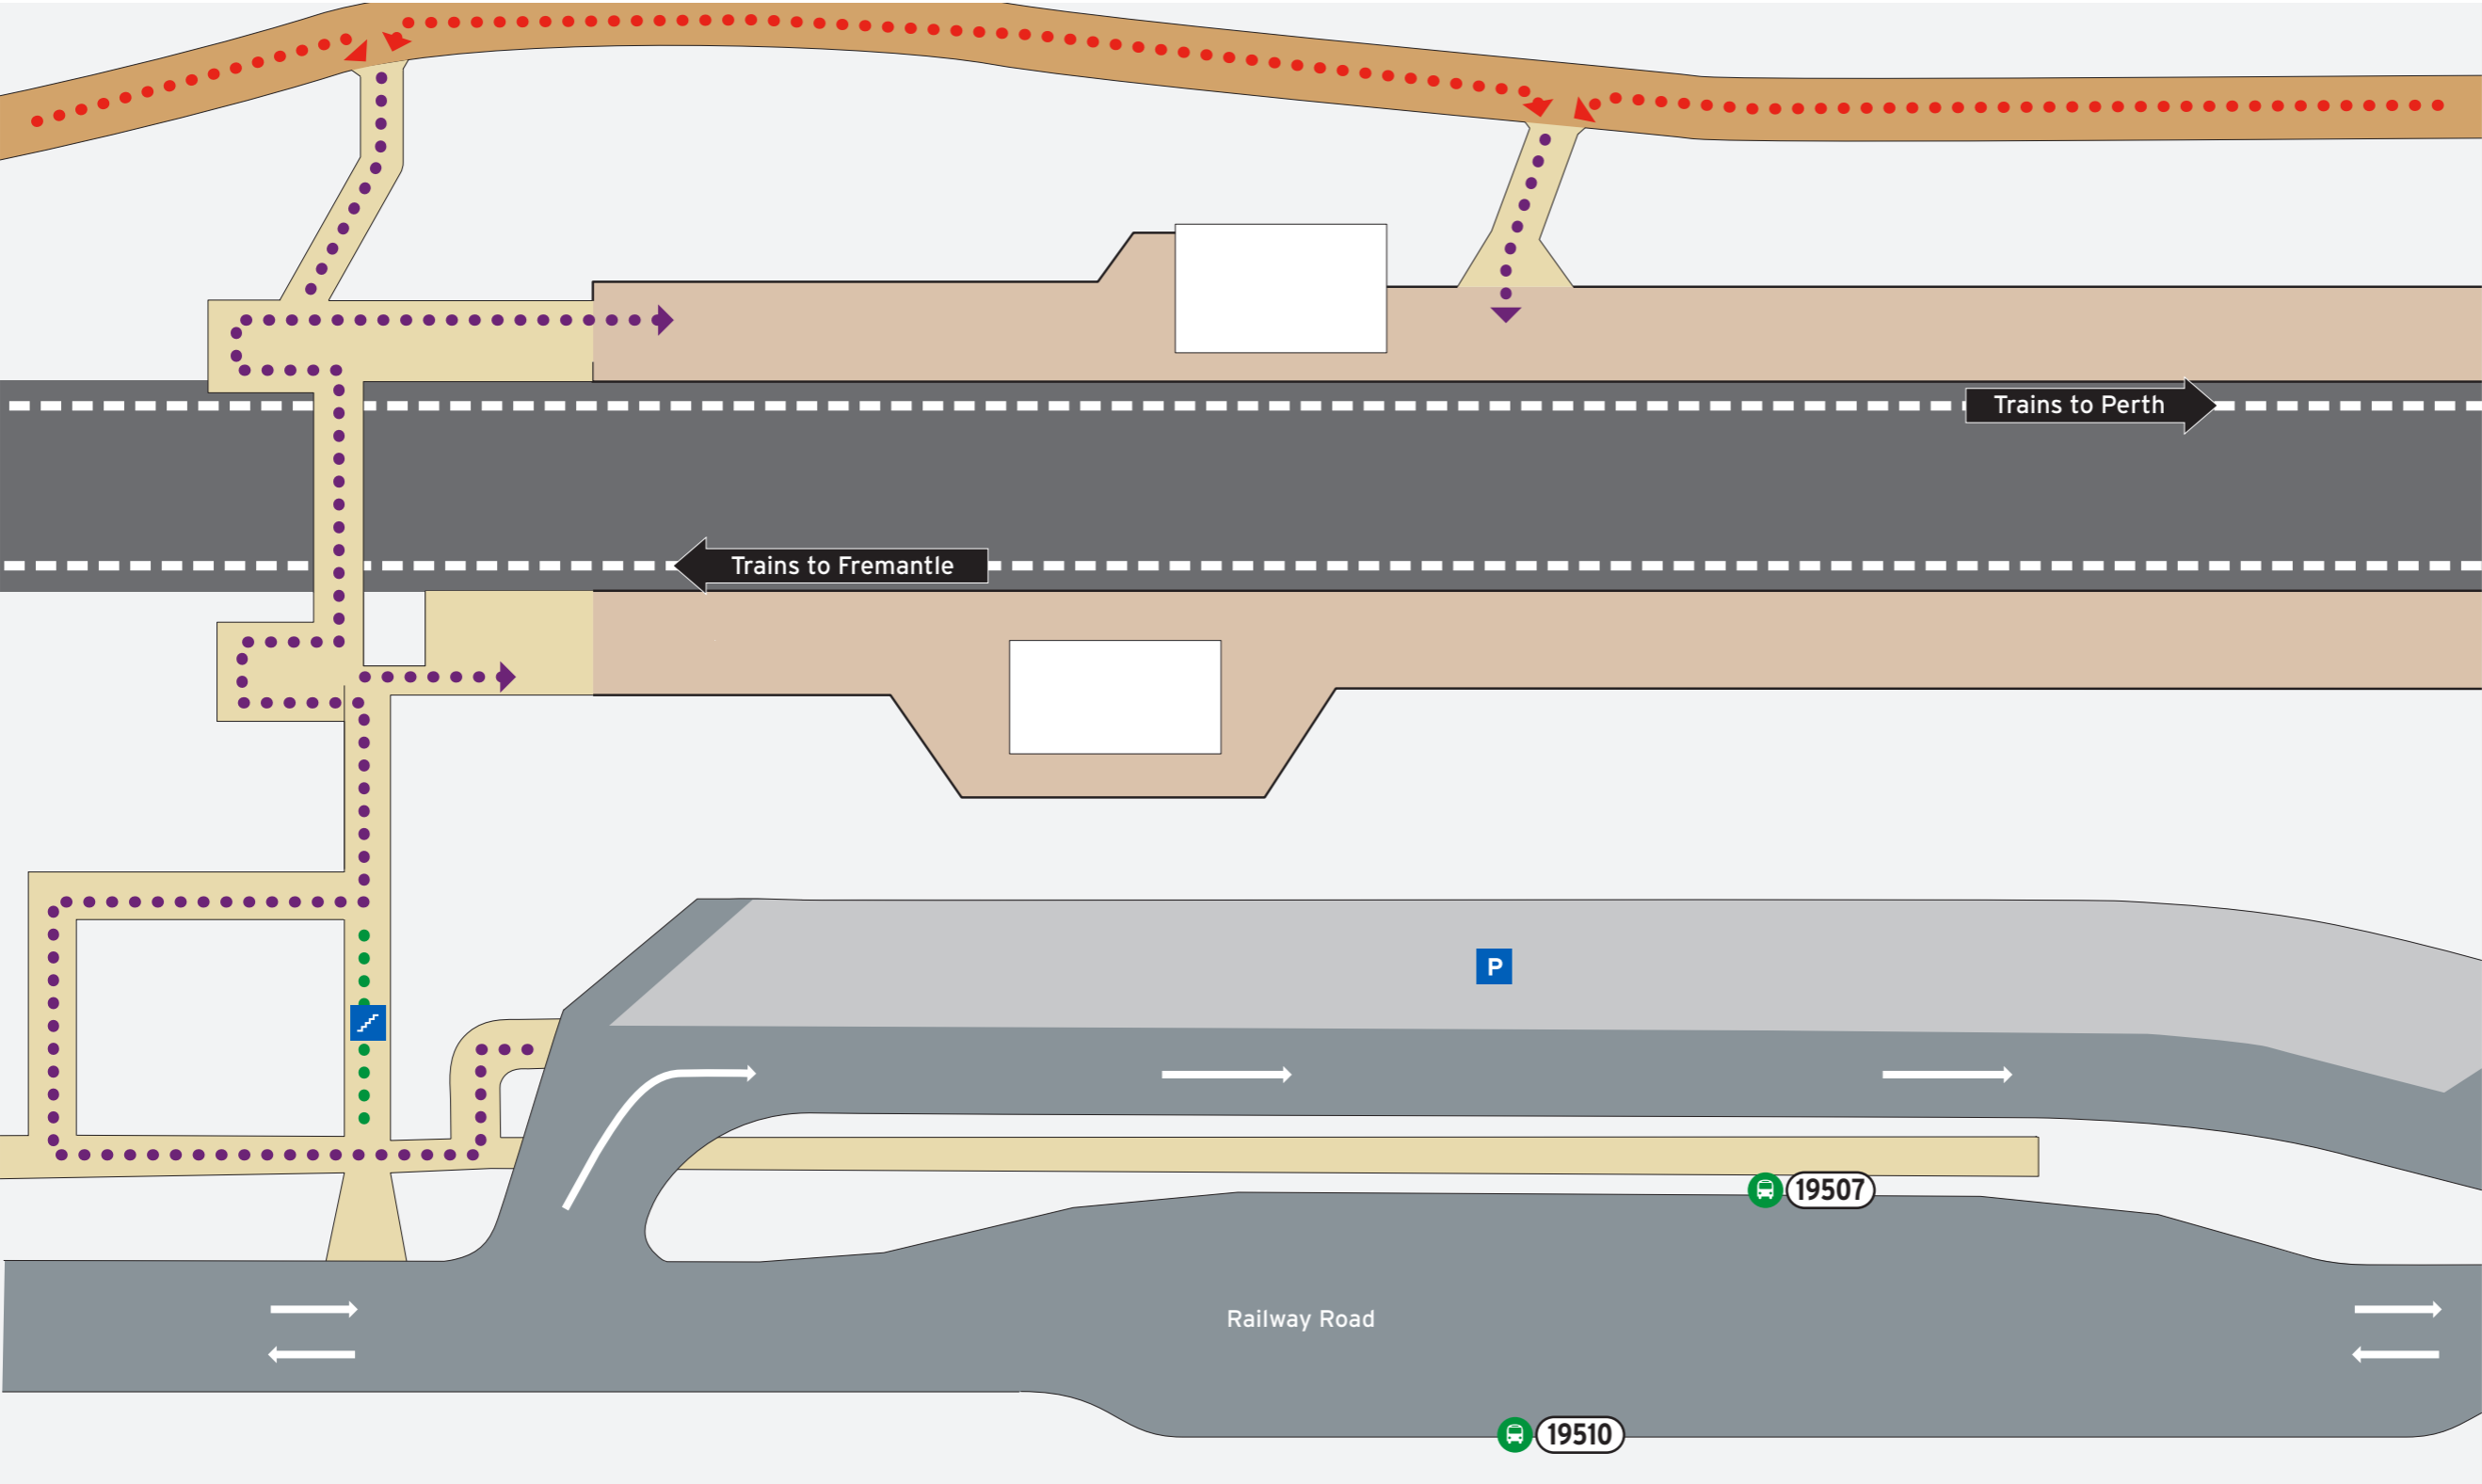 Trains to Perth
Trains to Fremantle
P
19507
Railway Road
19510